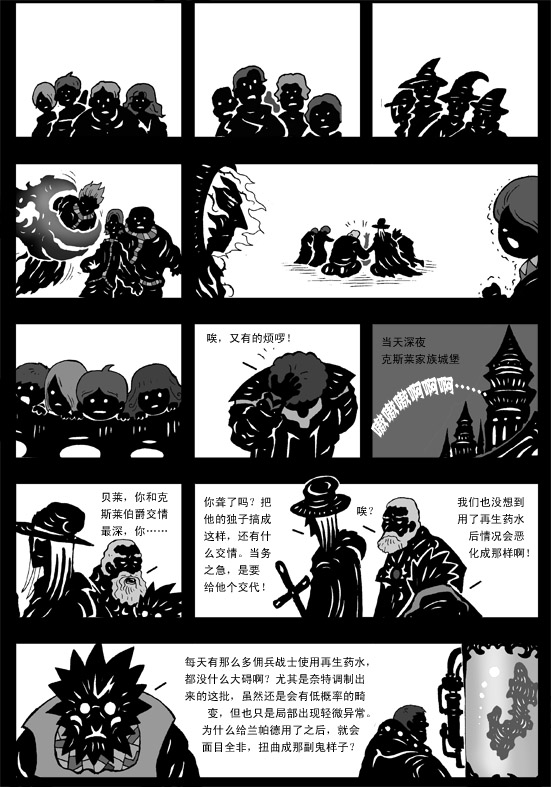 唉，又有的烦啰！
当天深夜
克斯莱家族城堡
嗷嗷嗷啊啊啊……
贝莱，你和克
斯莱伯爵交情
最深，你……
你聋了吗？把
他的独子搞成
这样，还有什
么交情。当务
之急，是要
给他个交代！
唉？
我们也没想到
用了再生药水
后情况会恶
化成那样啊！
每天有那么多佣兵战士使用再生药水，
都没什么大碍啊？尤其是奈特调制出来
的这批，虽然还是会有低概率的畸
变，但也只是局部出现轻微异常。
为什么给兰帕德用了之后，就会
面目全非，扭曲成那副鬼样子？